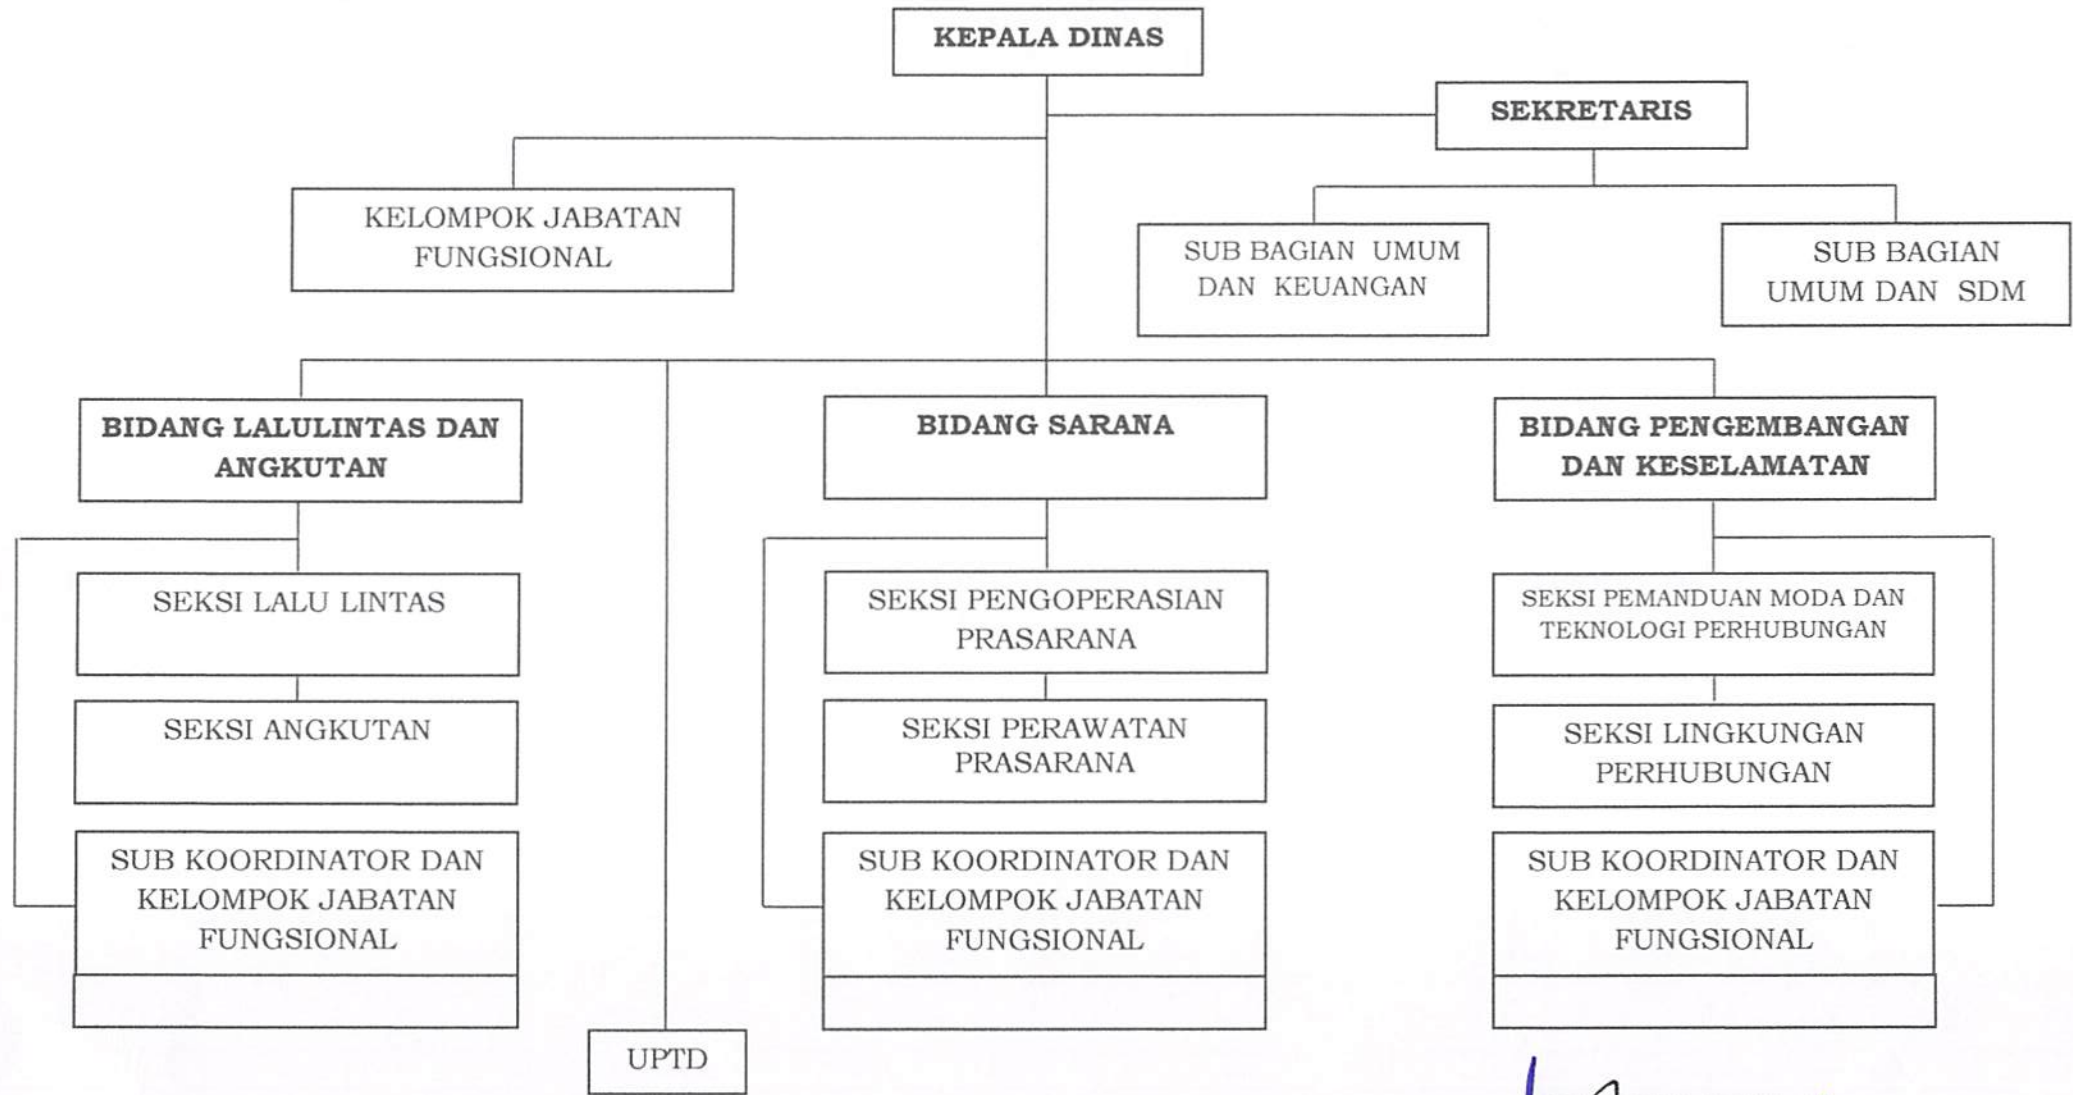 KEPALA DINAS
SEKRETARIS
KELOMPOK JABATAN
FUNGSIONAL
SUB BAGIAN UMUM
DAN KEUANGAN
SUB BAGIAN
UMUM DAN SDM
BIDANG LALULINTAS DAN
ANGKUTAN
BIDANG SARANA
BIDANG PENGEMBANGAN
DAN KESELAMATAN
SEKSI LALU LINTAS
SEKSI PENGOPERASIAN
PRASARANA
SEKSI PEMANDUAN MODA DAN
TEKNOLOGI PERHUBUNGAN
SEKSI ANGKUTAN
SEKSI PERAWATAN
PRASARANA
SEKSI LINGKUNGAN
PERHUBUNGAN
SUB KOORDINATOR DAN
KELOMPOK JABATAN
FUNGSIONAL
SUB KOORDINATOR DAN
KELOMPOK JABATAN
FUNGSIONAL
SUB KOORDINATOR DAN
KELOMPOK JABATAN
FUNGSIONAL
UPTD